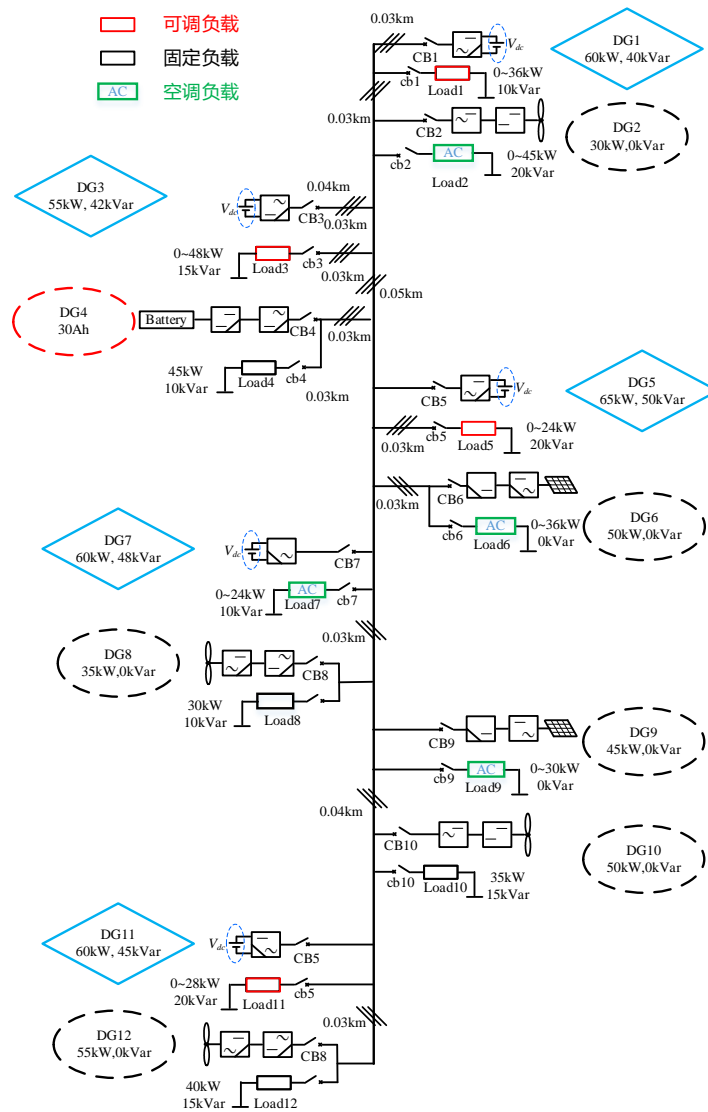 可调负载
固定负载
AC
空调负载
0.03km
CB1
Vdc
DG1
60kW, 40kVar
cb1
Load1
0~36kW
10kVar
0.03km
CB2
DG2
30kW,0kVar
cb2
AC
Load2
0~45kW
20kVar
DG3
55kW, 42kVar
Vdc
CB3
0.04km
0.03km
0~48kW
15kVar
Load3
cb3
0.03km
0.05km
DG4
30Ah
Battery
CB4
0.03km
45kW
10kVar
Load4
cb4
0.03km
CB5
Vdc
DG5
65kW, 50kVar
0.03km
cb5
Load5
0~24kW
20kVar
0.03km
CB6
DG6
50kW,0kVar
cb6
AC
Load6
0~36kW
0kVar
DG7
60kW, 48kVar
Vdc
CB7
0~24kW
10kVar
AC
Load7
cb7
0.03km
DG8
35kW,0kVar
CB8
30kW
10kVar
Load8
CB9
DG9
45kW,0kVar
cb9
AC
Load9
0~30kW
0kVar
0.04km
CB10
DG10
50kW,0kVar
cb10
Load10
35kW
15kVar
DG11
60kW, 45kVar
Vdc
CB5
0~28kW
20kVar
Load11
cb5
0.03km
DG12
55kW,0kVar
CB8
40kW
15kVar
Load12